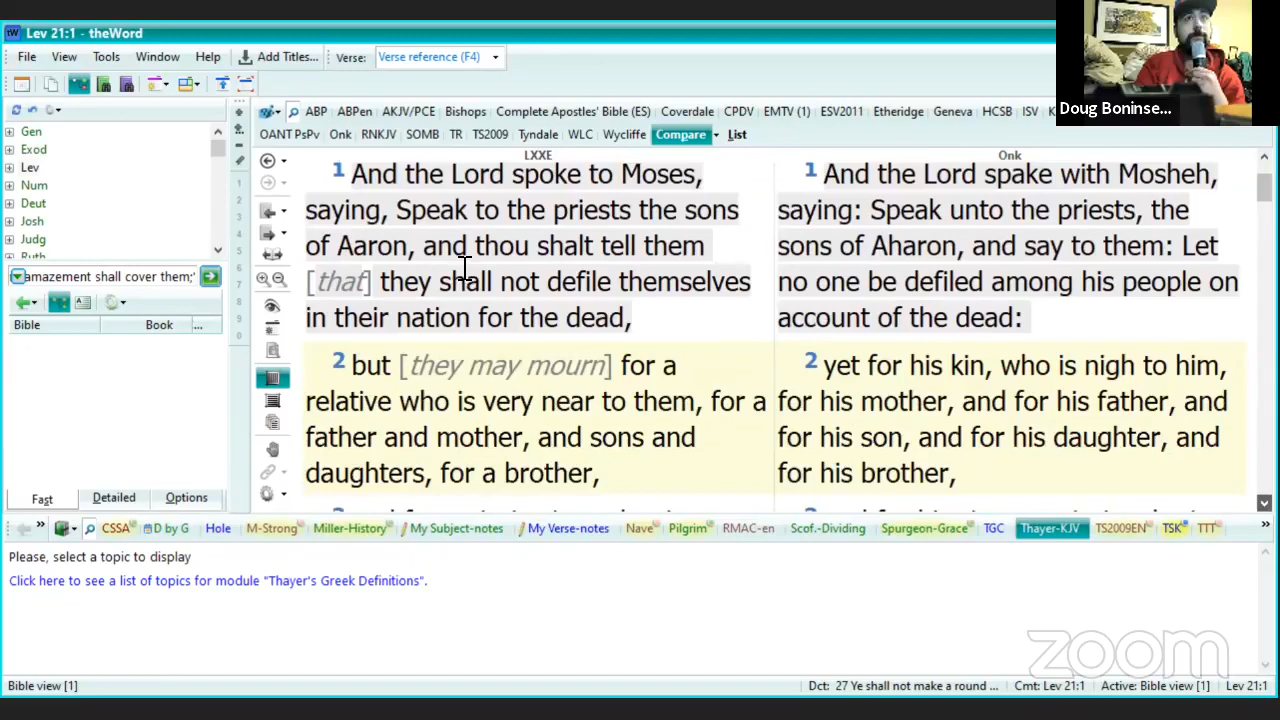 Lev 21:1 - theWord
File View Tools Window Help Add Titles... Verse: Verse reference (F4)
Doug Boninse...
ABP ABPen AKJV/PCE Bishops Complete Apostles' Bible (ES) Coverdale CPDV EMTV (1) ESV2011 Etheridge Geneva HCSB ISV
OANT PsPv Onk RNKJV SOMB TR TS2009 Tyndale WLC Wycliffe Compare List
Gen
Exod
Lev
Num
Deut
Josh
Judg
Ruth
amazement shall cover them;'
Bible Book ...
Fast Detailed Options
1
2
3
4
5
6
7
8
9
0
LXXE
1 And the Lord spoke to Moses,
saying, Speak to the priests the sons
of Aaron, and thou shalt tell them
[that] they shall not defile themselves
in their nation for the dead,
2 but [they may mourn] for a
relative who is very near to them, for a
father and mother, and sons and
daughters, for a brother,
Onk
1 And the Lord spake with Mosheh,
saying: Speak unto the priests, the
sons of Aharon, and say to them: Let
no one be defiled among his people on
account of the dead:
2 yet for his kin, who is nigh to him,
for his mother, and for his father, and
for his son, and for his daughter, and
for his brother,
CSSA D by G Hole M-Strong Miller-History My Subject-notes My Verse-notes Nave Pilgrim RMAC-en Scof.-Dividing Spurgeon-Grace TGC Thayer-KJV TS2009EN TSK TTT
Please, select a topic to display
Click here to see a list of topics for module "Thayer's Greek Definitions".
zoom
Bible view [1] Dct: 27 Ye shall not make a round ... Cmt: Lev 21:1 Active: Bible view [1] Lev 21:1